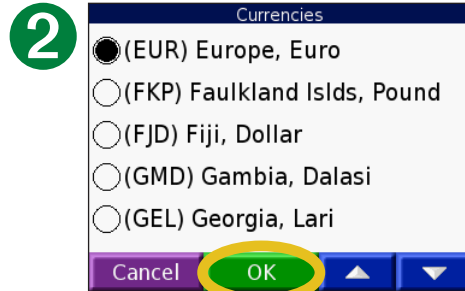 2
Currencies
(EUR) Europe, Euro
(FKP) Faulkland Islds, Pound
(FJD) Fiji, Dollar
(GMD) Gambia, Dalasi
(GEL) Georgia, Lari
Cancel OK